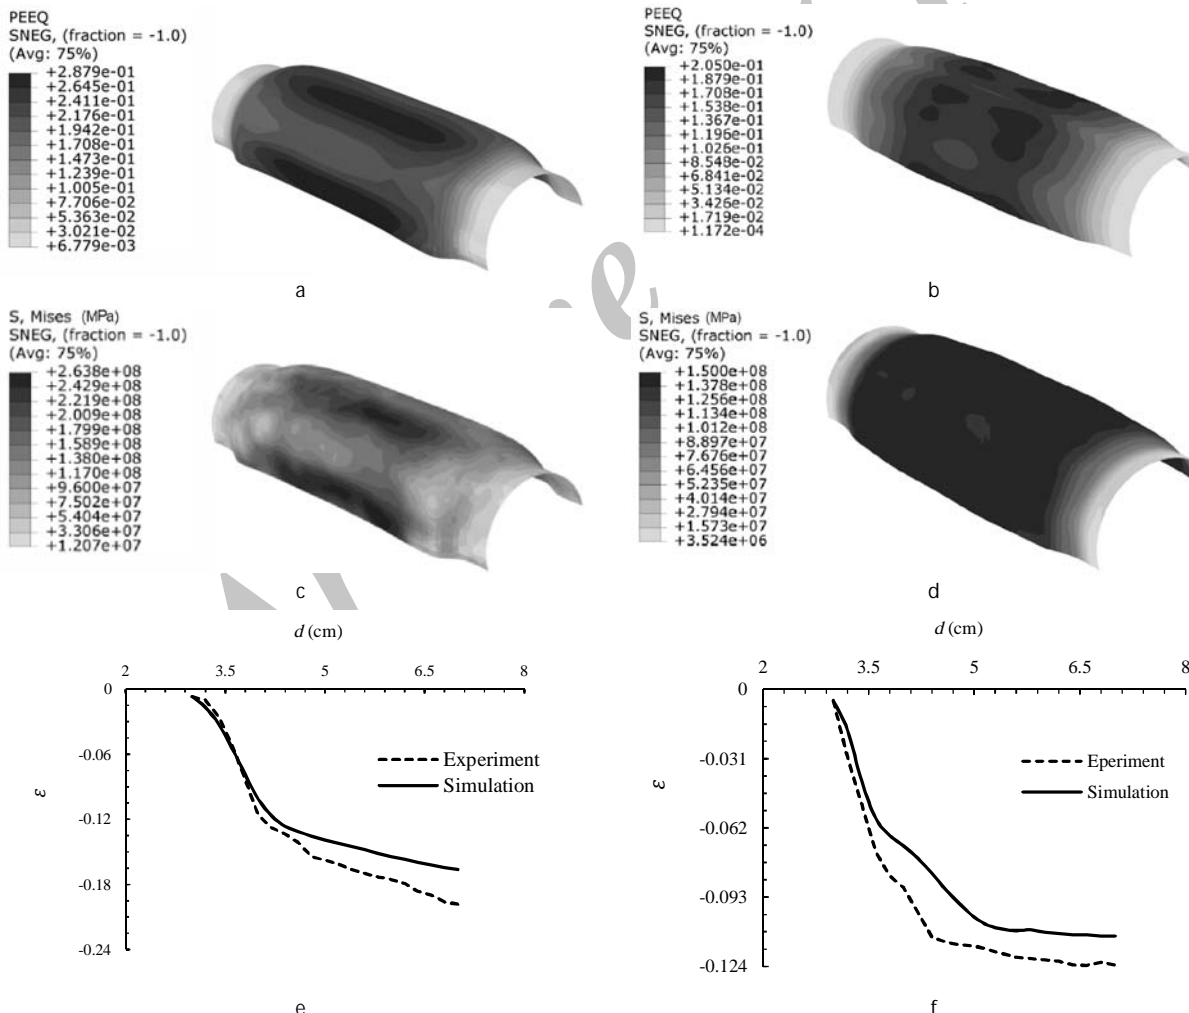 PEEQ
SNEG, (fraction = -1.0)
(Avg: 75%)
+2.879e-01
+2.645e-01
+2.411e-01
+2.176e-01
+1.942e-01
+1.708e-01
+1.473e-01
+1.239e-01
+1.005e-01
+7.706e-02
+5.363e-02
+3.021e-02
+6.779e-03
a
PEEQ
SNEG, (fraction = -1.0)
(Avg: 75%)
+2.050e-01
+1.879e-01
+1.708e-01
+1.538e-01
+1.367e-01
+1.196e-01
+1.026e-01
+8.548e-02
+6.841e-02
+5.134e-02
+3.426e-02
+1.719e-02
+1.172e-04
b
S, Mises (MPa)
SNEG, (fraction = -1.0)
(Avg: 75%)
+2.638e+08
+2.429e+08
+2.219e+08
+2.009e+08
+1.799e+08
+1.589e+08
+1.380e+08
+1.170e+08
+9.600e+07
+7.502e+07
+5.404e+07
+3.306e+07
+1.207e+07
c
S, Mises (MPa)
SNEG, (fraction = -1.0)
(Avg: 75%)
+1.500e+08
+1.378e+08
+1.256e+08
+1.134e+08
+1.012e+08
+8.897e+07
+7.676e+07
+6.456e+07
+5.235e+07
+4.014e+07
+2.794e+07
+1.573e+07
+3.524e+06
d
d (cm)
2 3.5 5 6.5 8
0
-0.06
-0.12
-0.18
-0.24
ε
Experiment
Simulation
e
d (cm)
2 3.5 5 6.5 8
0
-0.031
-0.062
-0.093
-0.124
ε
Eperiment
Simulation
f